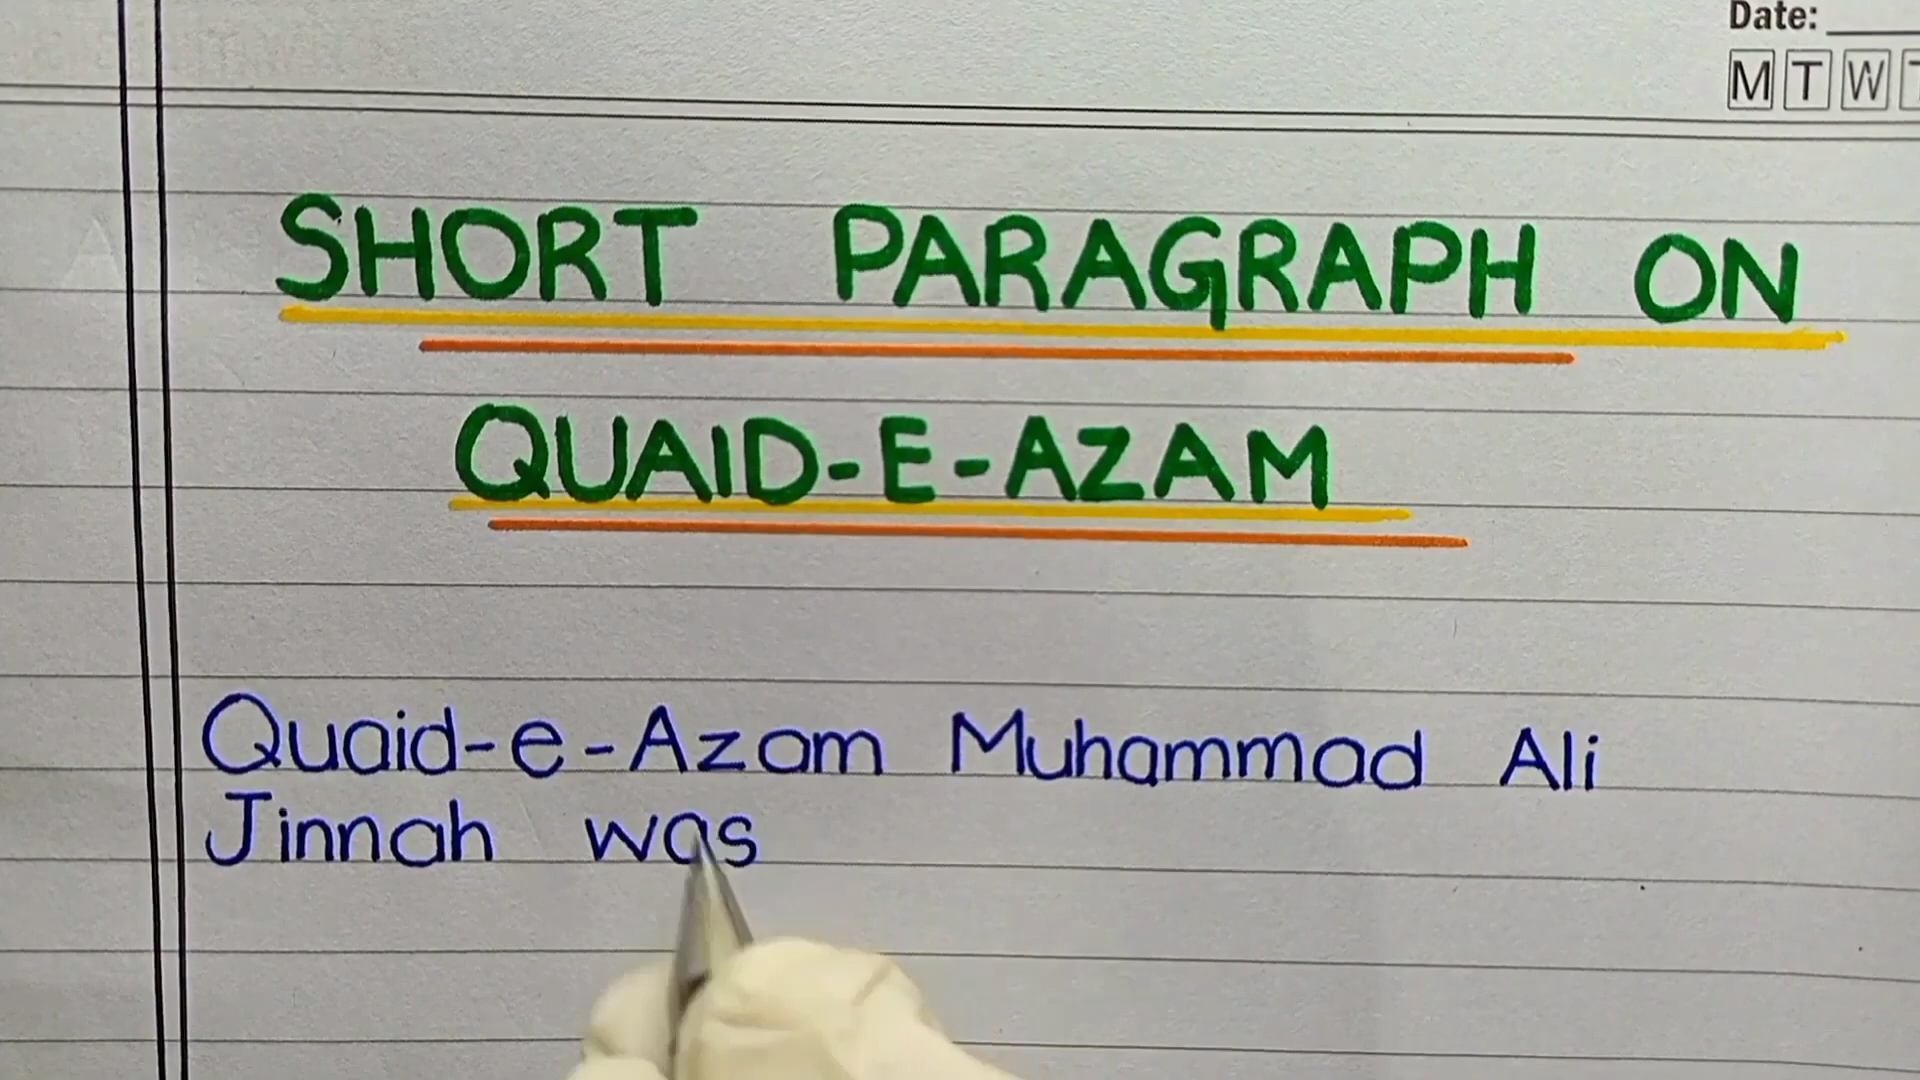 Date:
M T W
SHORT PARAGRAPH ON
QUAID-E-AZAM
Quaid-e-Azam Muhammad Ali
Jinnah was